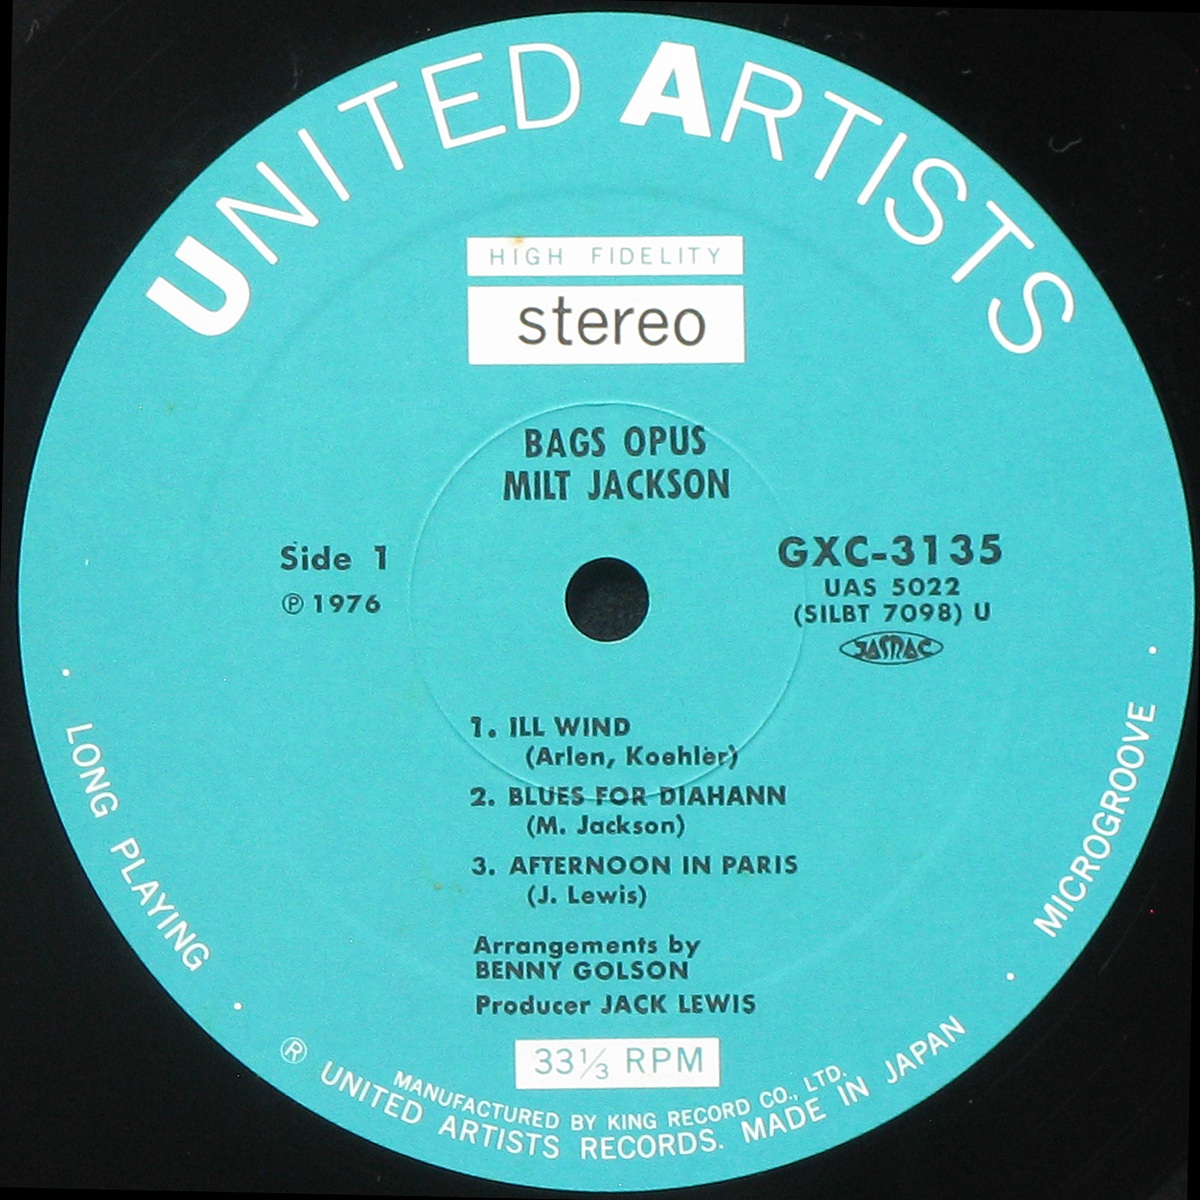 UNITED ARTISTS
HIGH FIDELITY
stereo
BAGS OPUS
MILT JACKSON
Side 1
℗ 1976
GXC-3135
UAS 5022
(SILBT 7098) U
JASRAC
1. ILL WIND
(Arlen, Koehler)
2. BLUES FOR DIAHANN
(M. Jackson)
3. AFTERNOON IN PARIS
(J. Lewis)
Arrangements by
BENNY GOLSON
Producer JACK LEWIS
33⅓ RPM
LONG PLAYING
MICROGROOVE
MANUFACTURED BY KING RECORD CO., LTD.
® UNITED ARTISTS RECORDS. MADE IN JAPAN